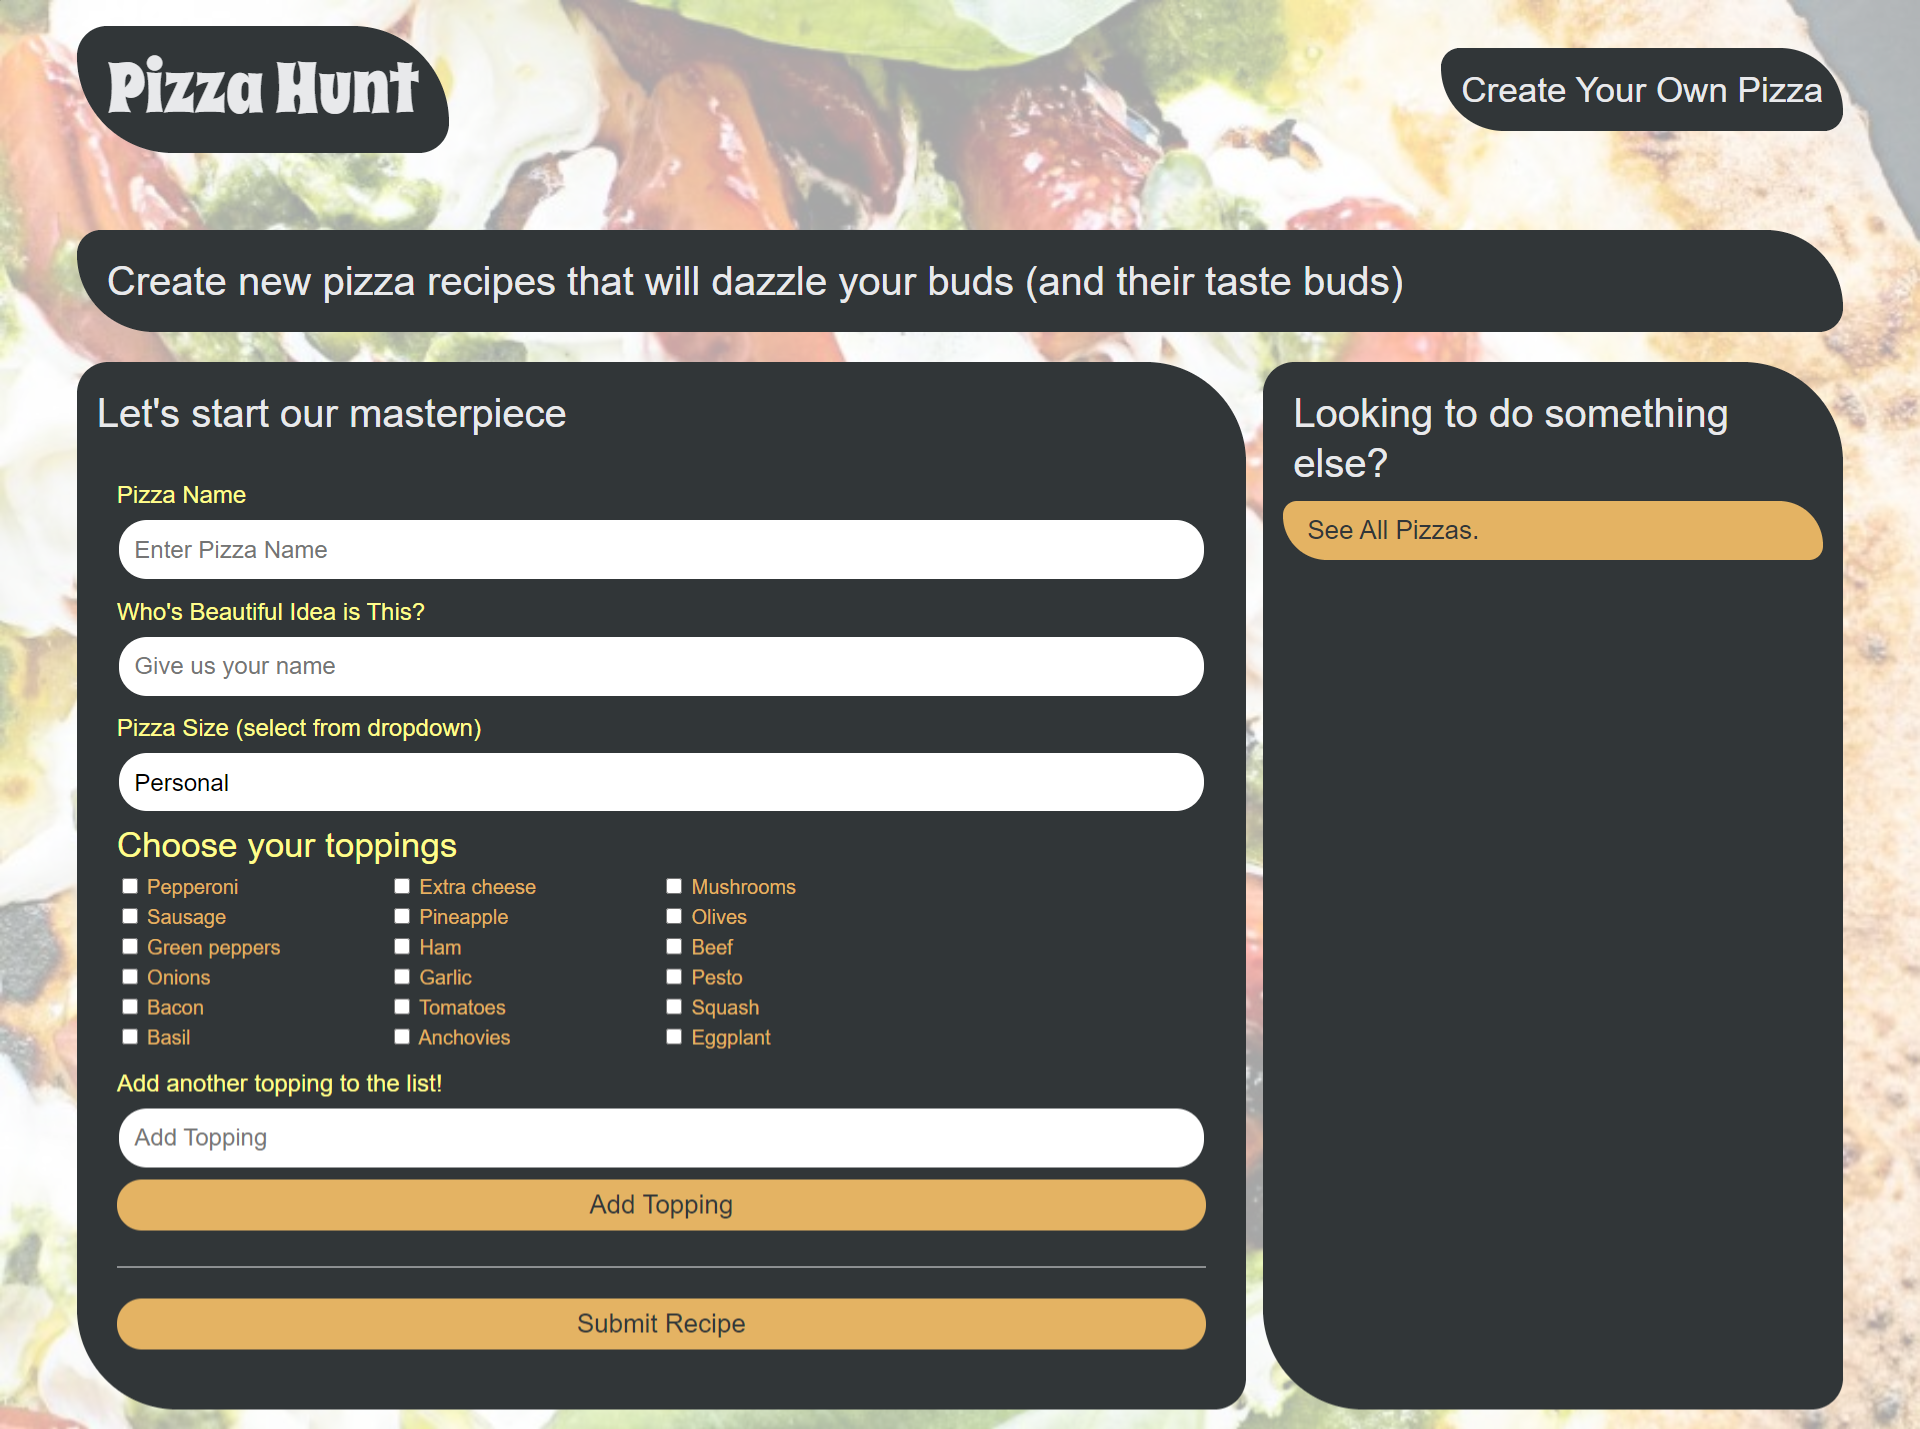 Pizza Hunt
Create Your Own Pizza
Create new pizza recipes that will dazzle your buds (and their taste buds)
Let's start our masterpiece
Pizza Name
Enter Pizza Name
Who's Beautiful Idea is This?
Give us your name
Pizza Size (select from dropdown)
Personal
Choose your toppings
Pepperoni Extra cheese Mushrooms
Sausage Pineapple Olives
Green peppers Ham Beef
Onions Garlic Pesto
Bacon Tomatoes Squash
Basil Anchovies Eggplant
Add another topping to the list!
Add Topping
Add Topping
Submit Recipe
Looking to do something
else?
See All Pizzas.